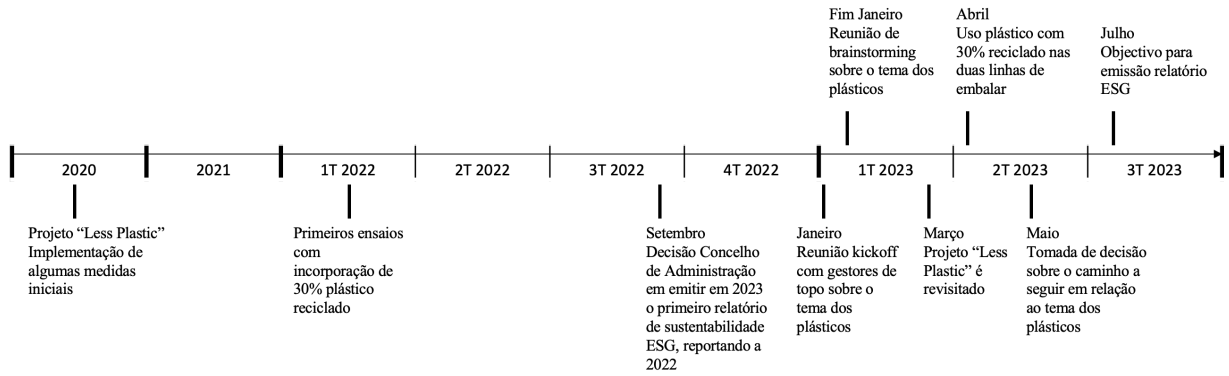 Fim Janeiro
Reunião de
brainstorming
sobre o tema dos
plásticos
Abril
Uso plástico com
30% reciclado nas
duas linhas de
embalar
Julho
Objectivo para
emissão relatório
ESG
2020
2021
1T 2022
2T 2022
3T 2022
4T 2022
1T 2023
2T 2023
3T 2023
Projeto “Less Plastic”
Implementação de
algumas medidas
iniciais
Primeiros ensaios
com
incorporação de
30% plástico
reciclado
Setembro
Decisão Concelho
de Administração
em emitir em 2023
o primeiro relatório
de sustentabilidade
ESG, reportando a
2022
Janeiro
Reunião kickoff
com gestores de
topo sobre o
tema dos
plásticos
Março
Projeto “Less
Plastic” é
revisitado
Maio
Tomada de decisão
sobre o caminho a
seguir em relação
ao tema dos
plásticos